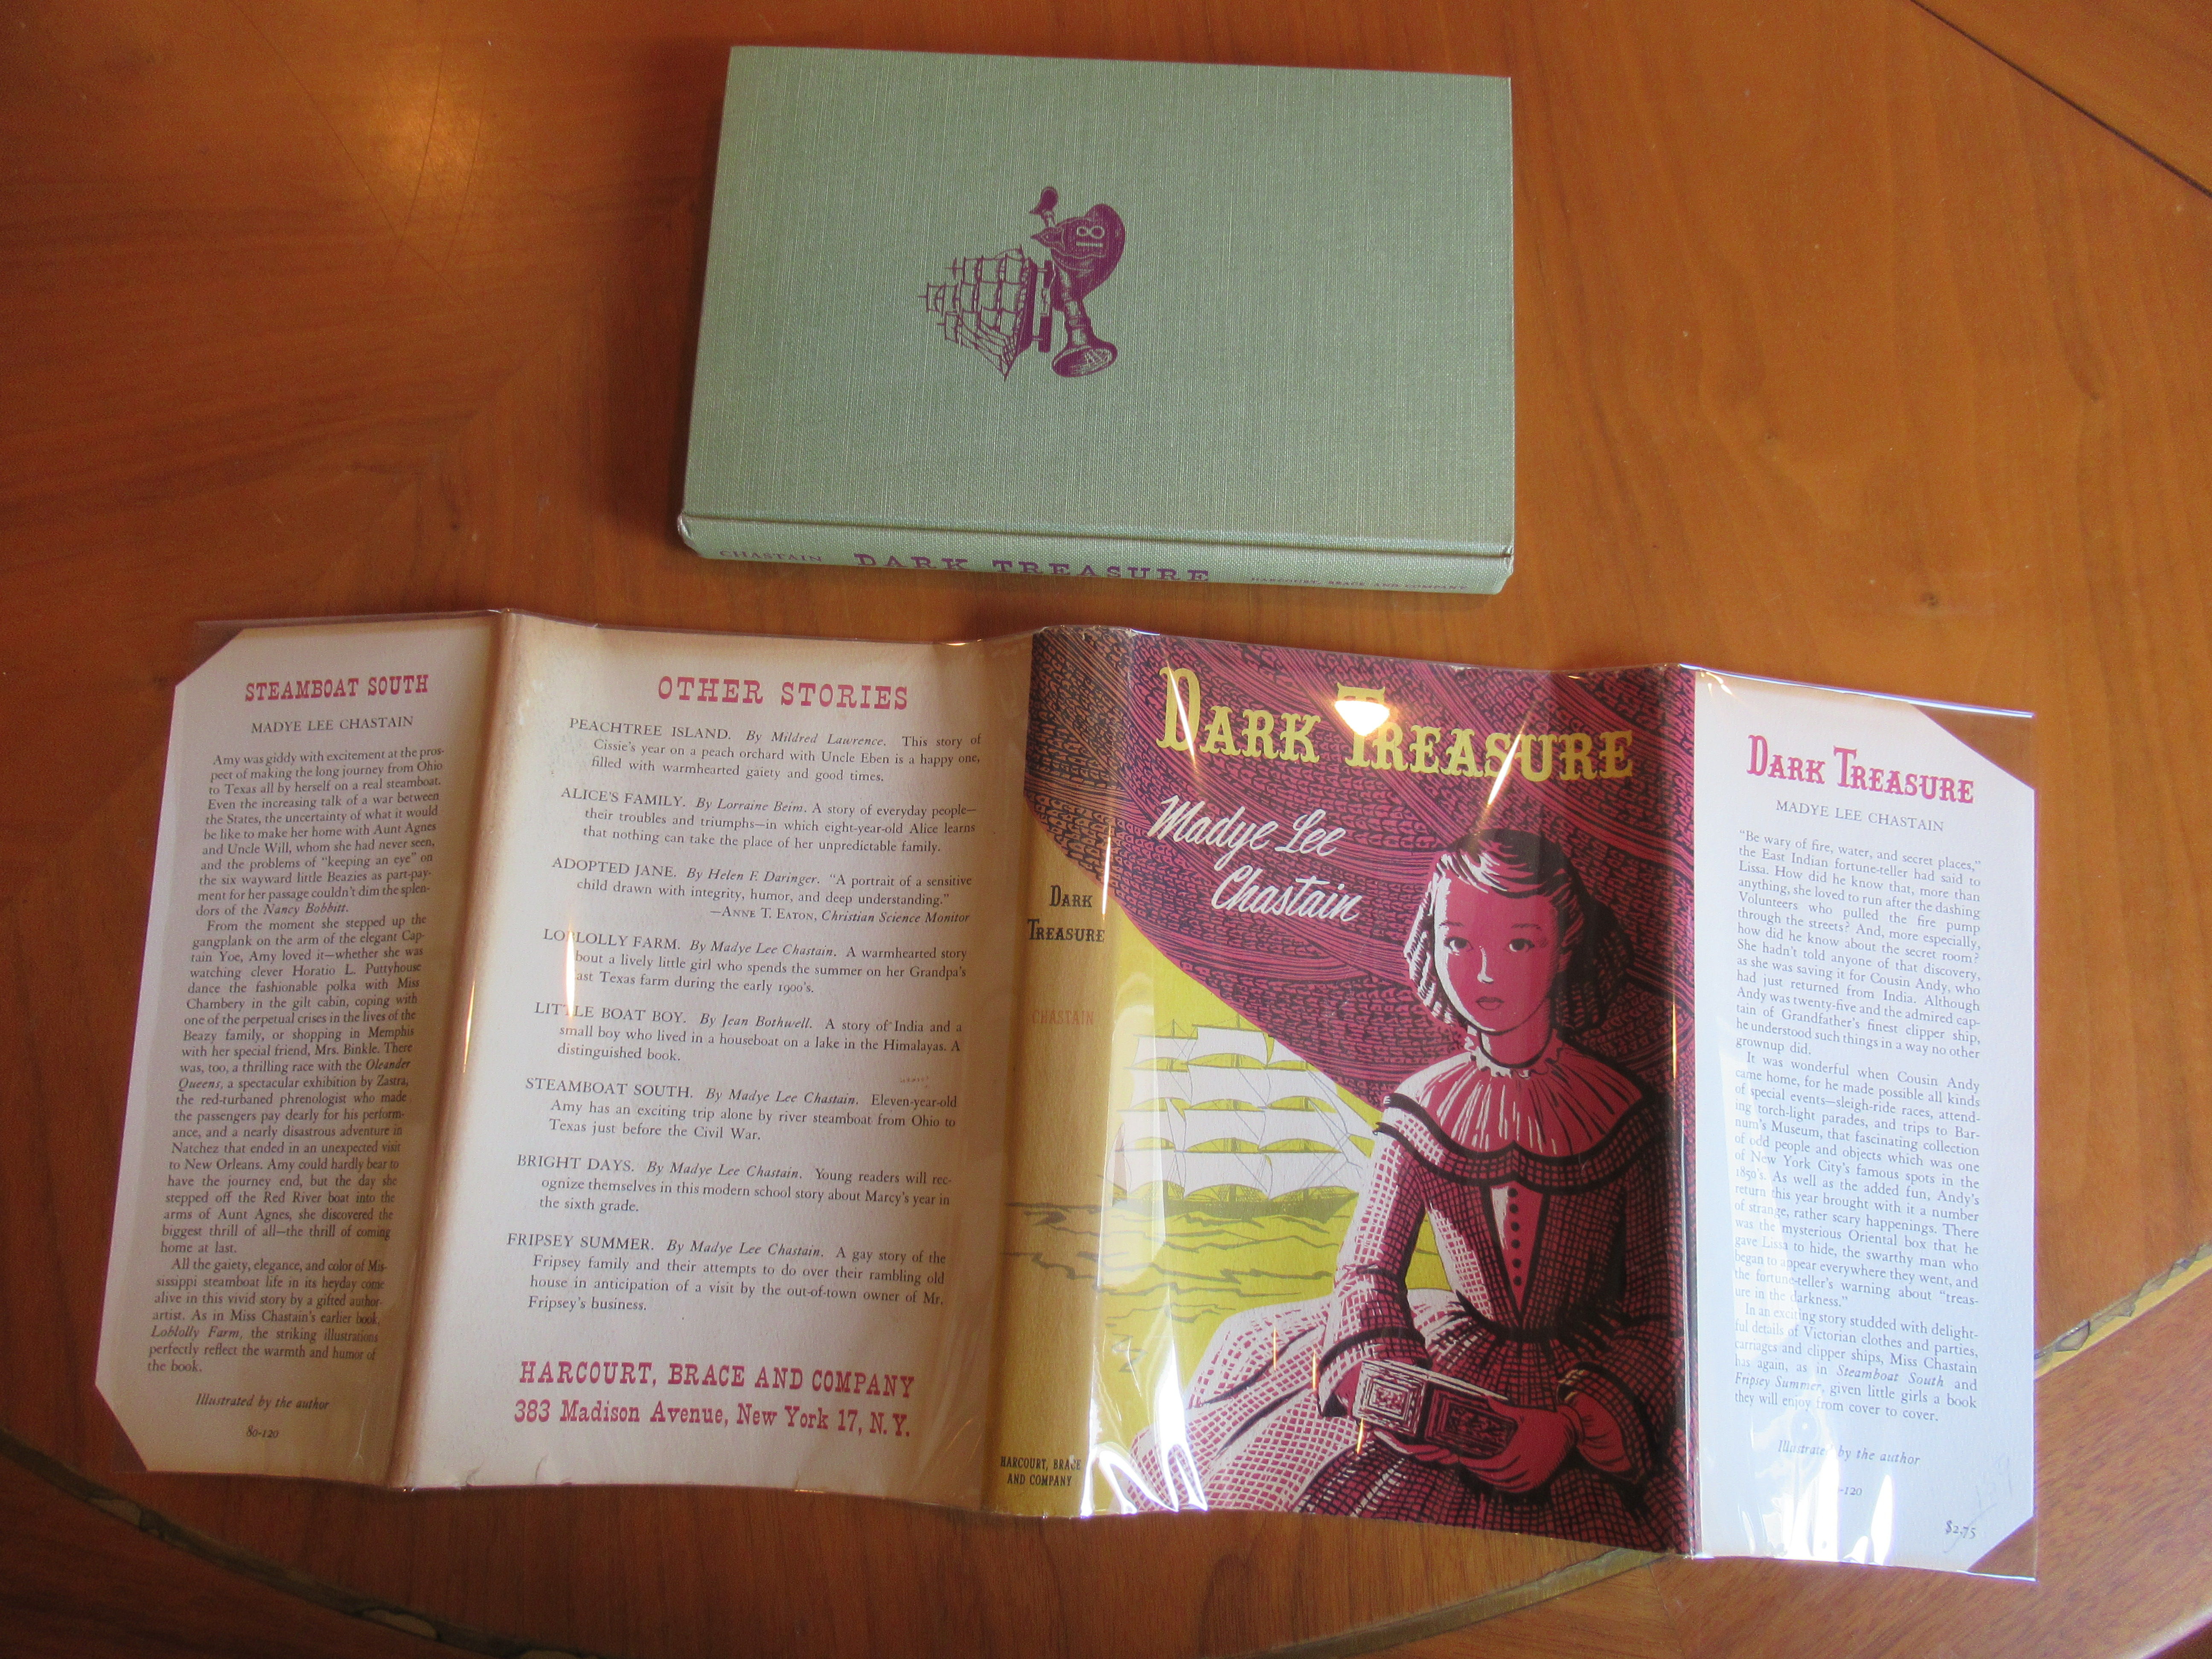 18
CHASTAIN DARK TREASURE HARCOURT, BRACE AND COMPANY
STEAMBOAT SOUTH
MADYE LEE CHASTAIN
Amy was giddy with excitement at the pros-
pect of making the long journey from Ohio
to Texas all by herself on a real steamboat.
Even the increasing talk of a war between
the States, the uncertainty of what it would
be like to make her home with Aunt Agnes
and Uncle Will, whom she had never seen,
and the problems of "keeping an eye" on
the six wayward little Beazies as part-pay-
ment for her passage couldn't dim the splen-
dors of the Nancy Bobbitt.
From the moment she stepped up the
gangplank on the arm of the elegant Cap-
tain Yoe, Amy loved it—whether she was
watching clever Horatio L. Puttyhouse
dance the fashionable polka with Miss
Chambery in the gilt cabin, coping with
one of the perpetual crises in the lives of the
Beazy family, or shopping in Memphis
with her special friend, Mrs. Binkle. There
was, too, a thrilling race with the Oleander
Queens, a spectacular exhibition by Zastra,
the red-turbaned phrenologist who made
the passengers pay dearly for his perform-
ance, and a nearly disastrous adventure in
Natchez that ended in an unexpected visit
to New Orleans. Amy could hardly bear to
have the journey end, but the day she
stepped off the Red River boat into the
arms of Aunt Agnes, she discovered the
biggest thrill of all—the thrill of coming
home at last.
All the gaiety, elegance, and color of Mis-
sissippi steamboat life in its heyday come
alive in this vivid story by a gifted author-
artist. As in Miss Chastain's earlier book,
Loblolly Farm, the striking illustrations
perfectly reflect the warmth and humor of
the book.
Illustrated by the author
80-120
OTHER STORIES
PEACHTREE ISLAND. By Mildred Lawrence. This story of
Cissie's year on a peach orchard with Uncle Eben is a happy one,
filled with warmhearted gaiety and good times.
ALICE'S FAMILY. By Lorraine Beim. A story of everyday people—
their troubles and triumphs—in which eight-year-old Alice learns
that nothing can take the place of her unpredictable family.
ADOPTED JANE. By Helen F. Daringer. "A portrait of a sensitive
child drawn with integrity, humor, and deep understanding."
—ANNE T. EATON, Christian Science Monitor
LOBLOLLY FARM. By Madye Lee Chastain. A warmhearted story
about a lively little girl who spends the summer on her Grandpa's
East Texas farm during the early 1900's.
LITTLE BOAT BOY. By Jean Bothwell. A story of India and a
small boy who lived in a houseboat on a lake in the Himalayas. A
distinguished book.
STEAMBOAT SOUTH. By Madye Lee Chastain. Eleven-year-old
Amy has an exciting trip alone by river steamboat from Ohio to
Texas just before the Civil War.
BRIGHT DAYS. By Madye Lee Chastain. Young readers will rec-
ognize themselves in this modern school story about Marcy's year in
the sixth grade.
FRIPSEY SUMMER. By Madye Lee Chastain. A gay story of the
Fripsey family and their attempts to do over their rambling old
house in anticipation of a visit by the out-of-town owner of Mr.
Fripsey's business.
HARCOURT, BRACE AND COMPANY
383 Madison Avenue, New York 17, N. Y.
DARK
TREASURE
CHASTAIN
HARCOURT, BRACE
AND COMPANY
DARK TREASURE
Madye Lee
Chastain
DARK TREASURE
MADYE LEE CHASTAIN
"Be wary of fire, water, and secret places,"
the East Indian fortune-teller had said to
Lissa. How did he know that, more than
anything, she loved to run after the dashing
Volunteers who pulled the fire pump
through the streets? And, more especially,
how did he know about the secret room?
She hadn't told anyone of that discovery,
as she was saving it for Cousin Andy, who
had just returned from India. Although
Andy was twenty-five and the admired cap-
tain of Grandfather's finest clipper ship,
he understood such things in a way no other
grownup did.
It was wonderful when Cousin Andy
came home, for he made possible all kinds
of special events—sleigh-ride races, attend-
ing torch-light parades, and trips to Bar-
num's Museum, that fascinating collection
of odd people and objects which was one
of New York City's famous spots in the
1850's. As well as the added fun, Andy's
return this year brought with it a number
of strange, rather scary happenings. There
was the mysterious Oriental box that he
gave Lissa to hide, the swarthy man who
began to appear everywhere they went, and
the fortune-teller's warning about "treas-
ure in the darkness."
In an exciting story studded with delight-
ful details of Victorian clothes and parties,
carriages and clipper ships, Miss Chastain
has again, as in Steamboat South and
Fripsey Summer, given little girls a book
they will enjoy from cover to cover.
Illustrated by the author
-120
$2.75